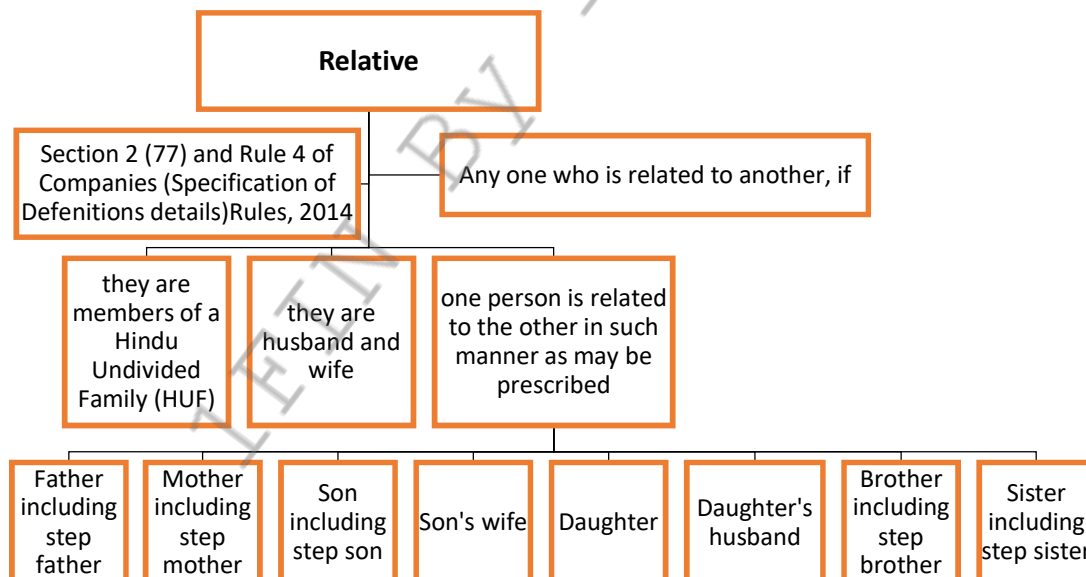 Relative
Section 2 (77) and Rule 4 of
Companies (Specification of
Defenitions details)Rules, 2014
Any one who is related to another, if
they are
members of a
Hindu
Undivided
Family (HUF)
they are
husband and
wife
one person is related
to the other in such
manner as may be
prescribed
Father
including
step
father
Mother
including
step
mother
Son
including
step son
Son's wife
Daughter
Daughter's
husband
Brother
including
step
brother
Sister
including
step sister
IFIN BY